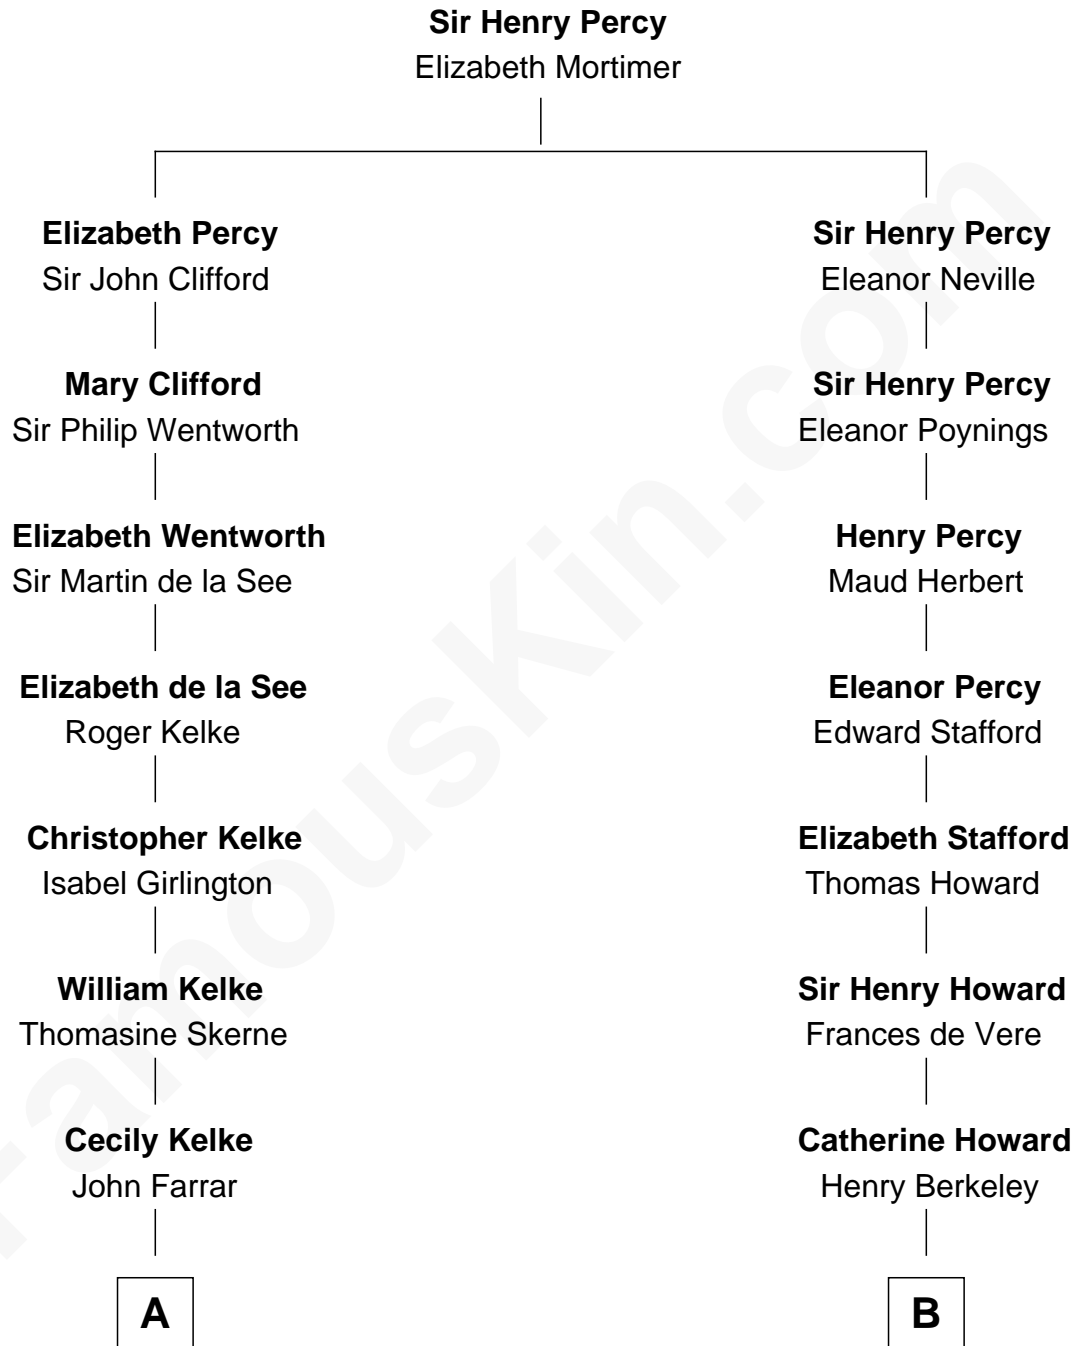 Sir Henry Percy
Elizabeth Mortimer
Elizabeth Percy
Sir John Clifford
Sir Henry Percy
Eleanor Neville
Mary Clifford
Sir Philip Wentworth
Sir Henry Percy
Eleanor Poynings
Elizabeth Wentworth
Sir Martin de la See
Henry Percy
Maud Herbert
Elizabeth de la See
Roger Kelke
Eleanor Percy
Edward Stafford
Christopher Kelke
Isabel Girlington
Elizabeth Stafford
Thomas Howard
William Kelke
Thomasine Skerne
Sir Henry Howard
Frances de Vere
Cecily Kelke
John Farrar
Catherine Howard
Henry Berkeley
A
B
FamousKin.com